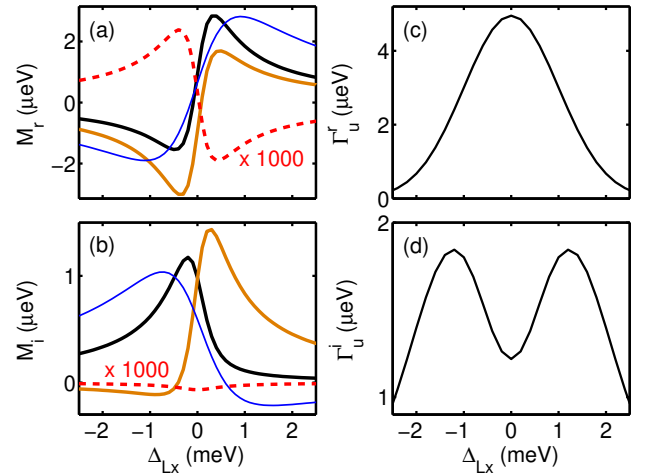 (a)
2
0
−2
M_r (μeV)
x 1000
(c)
4
2
0
Γ_u^r (μeV)
(b)
1
0
M_i (μeV)
x 1000
−2 −1 0 1 2
Δ_Lx (meV)
(d)
2
1
Γ_u^i (μeV)
−2 −1 0 1 2
Δ_Lx (meV)